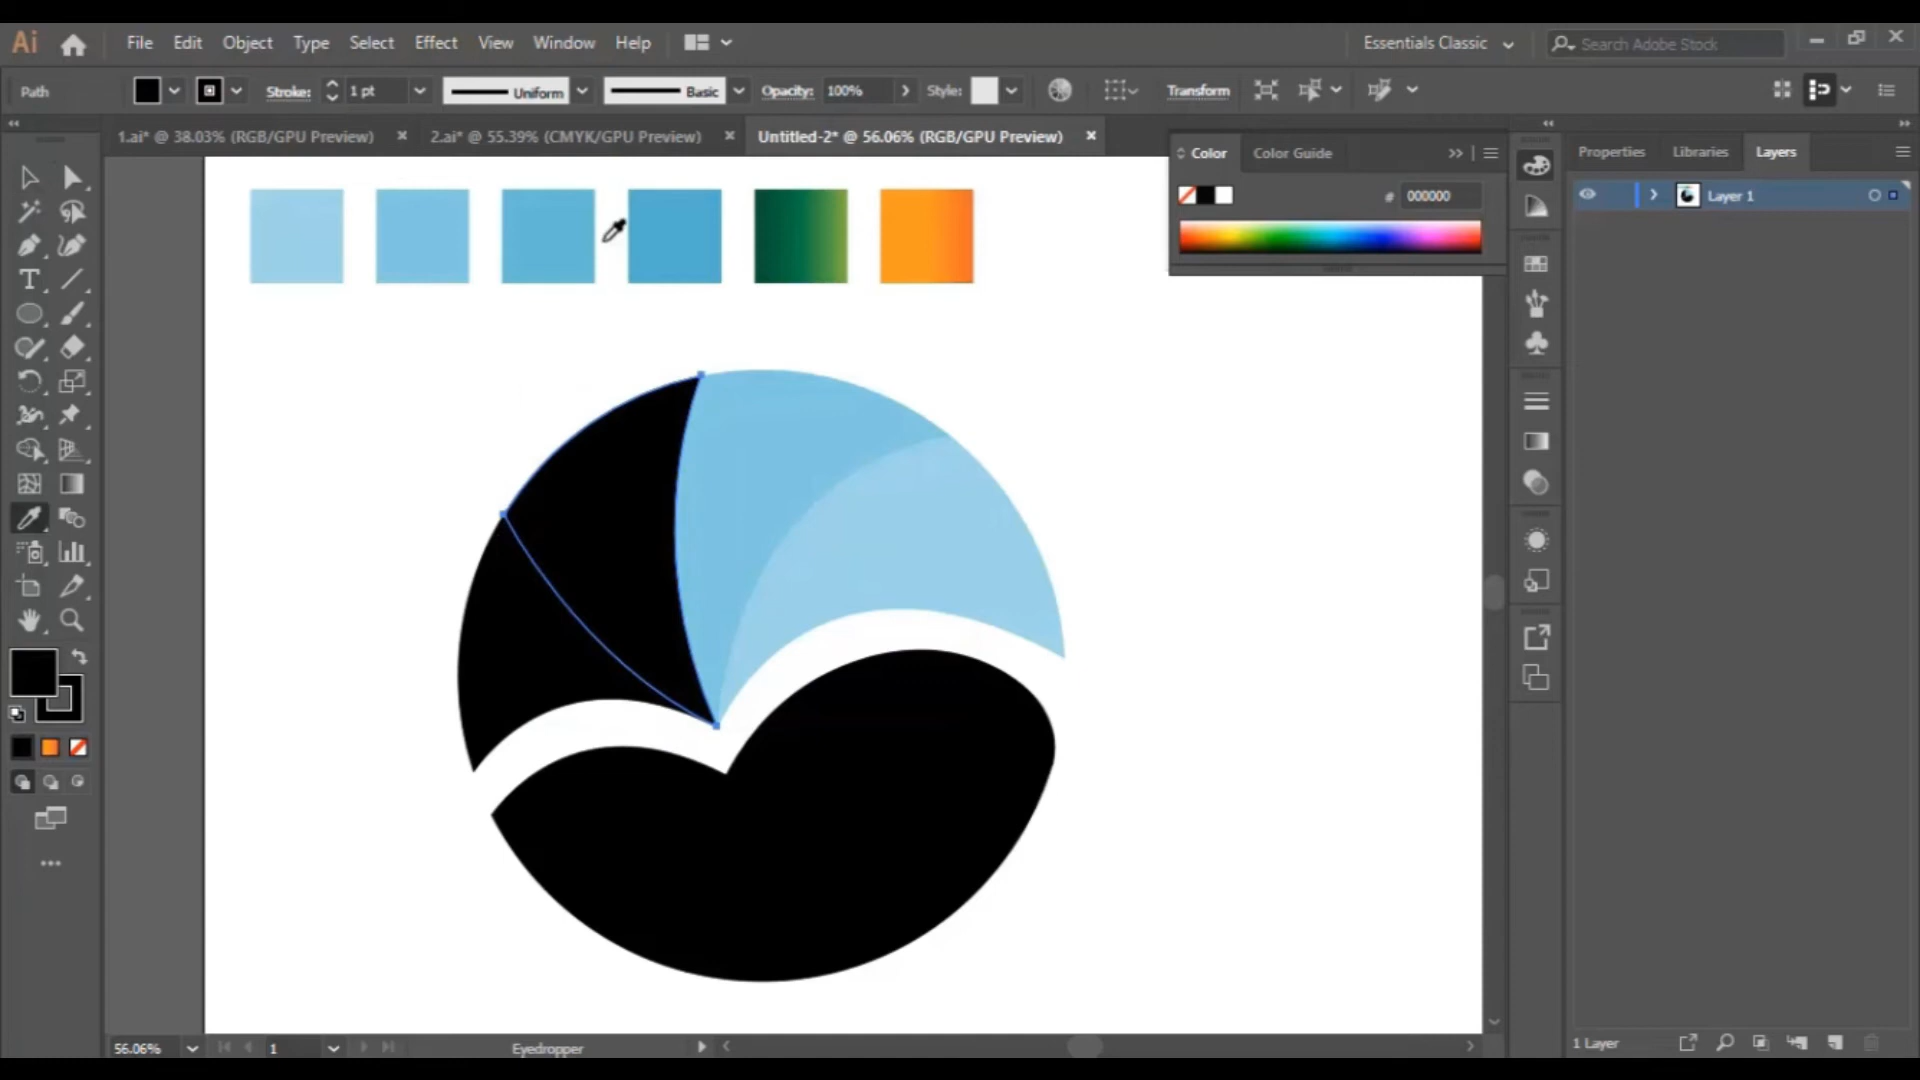 Ai File Edit Object Type Select Effect View Window Help Essentials Classic Search Adobe Stock
Path Stroke: 1 pt Uniform Basic Opacity: 100% Style: Transform
1.ai* @ 38.03% (RGB/GPU Preview) 2.ai* @ 55.39% (CMYK/GPU Preview) Untitled-2* @ 56.06% (RGB/GPU Preview)
Color Color Guide Properties Libraries Layers
# 000000 Layer 1
56.06% 1 Eyedropper 1 Layer